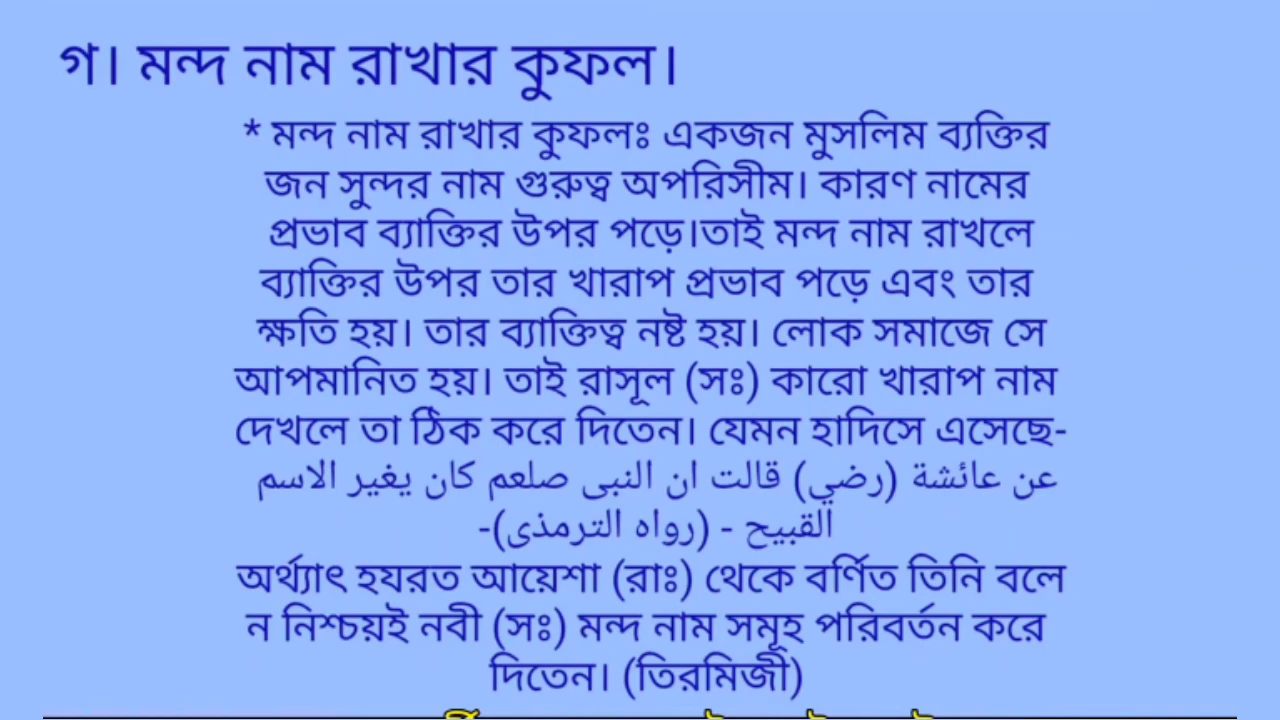 গ। মন্দ নাম রাখার কুফল।
* মন্দ নাম রাখার কুফলঃ একজন মুসলিম ব্যক্তির
জন সুন্দর নাম গুরুত্ব অপরিসীম। কারণ নামের
প্রভাব ব্যাক্তির উপর পড়ে।তাই মন্দ নাম রাখলে
ব্যাক্তির উপর তার খারাপ প্রভাব পড়ে এবং তার
ক্ষতি হয়। তার ব্যাক্তিত্ব নষ্ট হয়। লোক সমাজে সে
আপমানিত হয়। তাই রাসূল (সঃ) কারো খারাপ নাম
দেখলে তা ঠিক করে দিতেন। যেমন হাদিসে এসেছে-
عن عائشة (رضي) قالت ان النبى صلعم كان يغير الاسم
القبيح - (رواه الترمذى)-
অর্থ্যাৎ হযরত আয়েশা (রাঃ) থেকে বর্ণিত তিনি বলে
ন নিশ্চয়ই নবী (সঃ) মন্দ নাম সমূহ পরিবর্তন করে
দিতেন। (তিরমিজী)